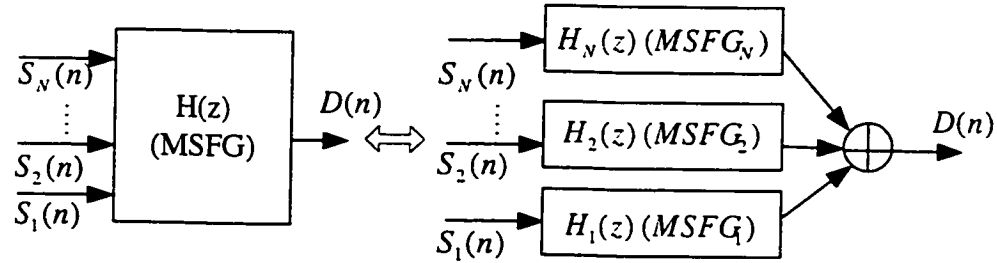 S_N(n)
⋮
S_2(n)
S_1(n)
H(z)
(MSFG)
D(n)
S_N(n)
⋮
S_2(n)
S_1(n)
H_N(z) (MSFG_N)
H_2(z) (MSFG_2)
H_1(z) (MSFG_1)
D(n)